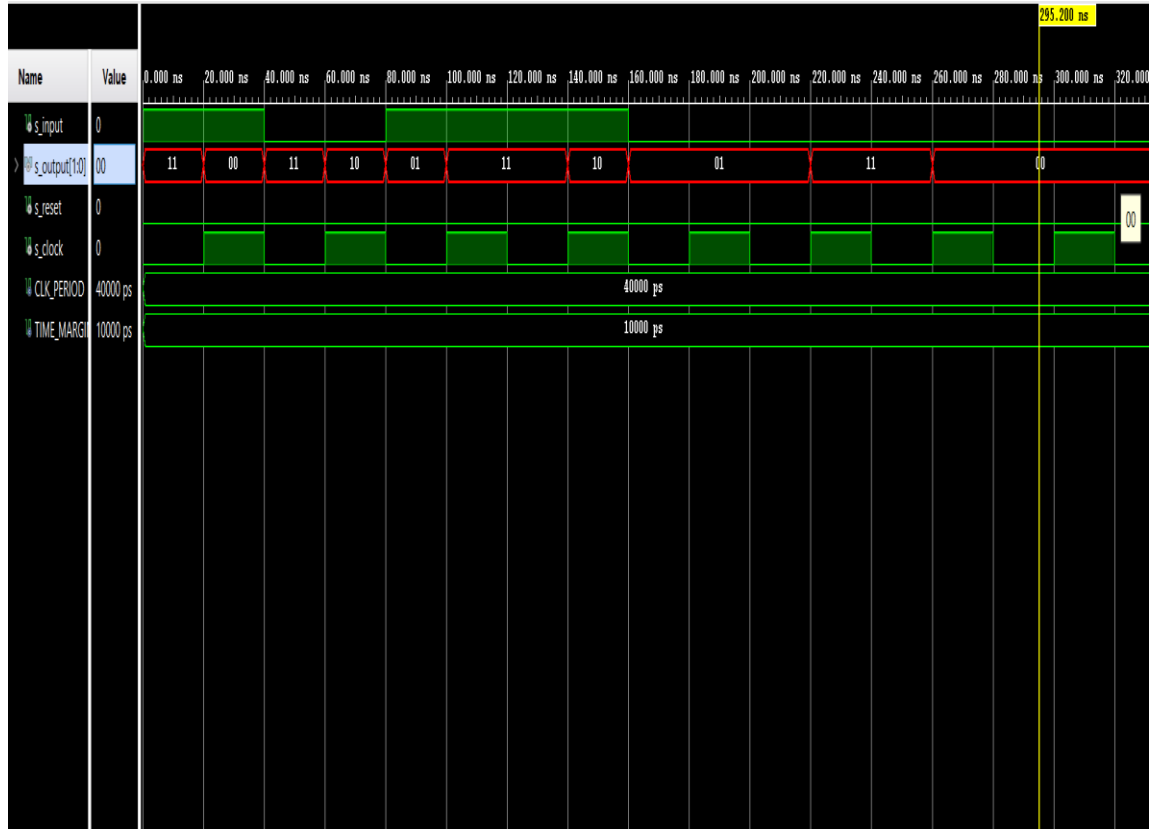 295.200 ns
Name Value 0.000 ns 20.000 ns 40.000 ns 60.000 ns 80.000 ns 100.000 ns 120.000 ns 140.000 ns 160.000 ns 180.000 ns 200.000 ns 220.000 ns 240.000 ns 260.000 ns 280.000 ns 300.000 ns 320.000
s_input 0
> s_output[1:0] 00 11 00 11 10 01 11 10 01 11 00
s_reset 0
00
s_clock 0
CLK_PERIOD 40000 ps 40000 ps
TIME_MARGI 10000 ps 10000 ps